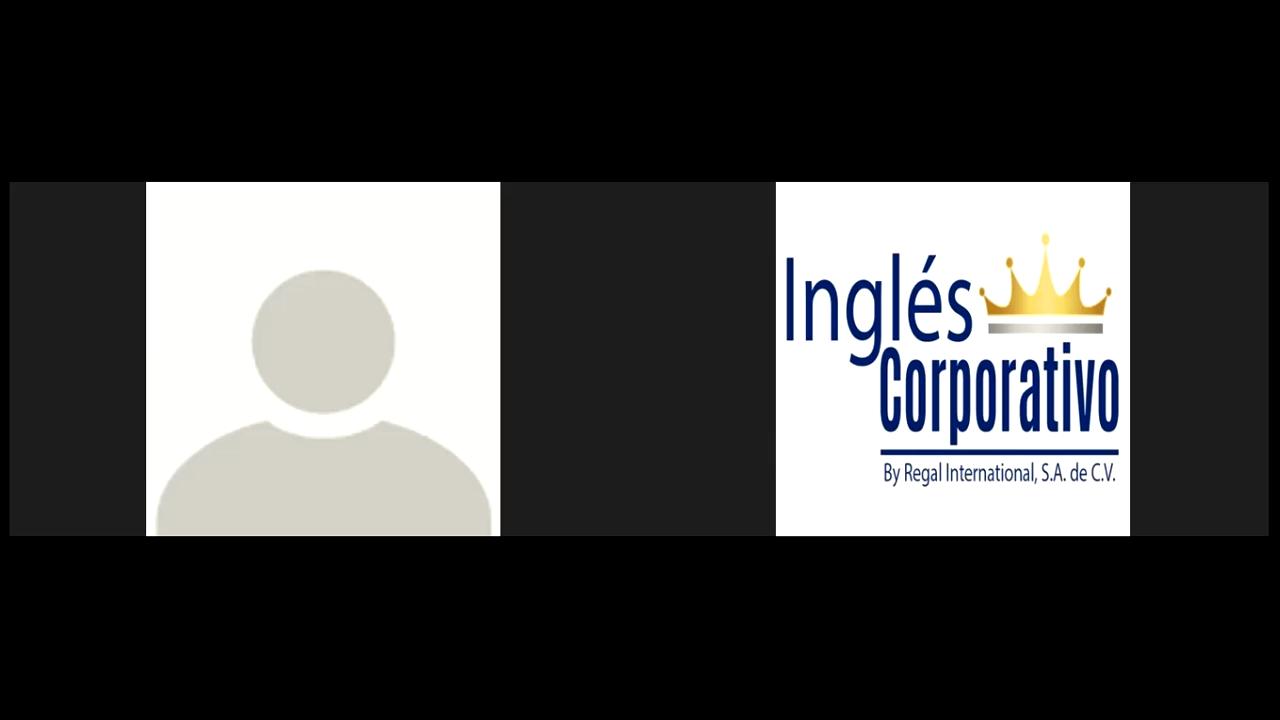 Inglés
Corporativo
By Regal International, S.A. de C.V.